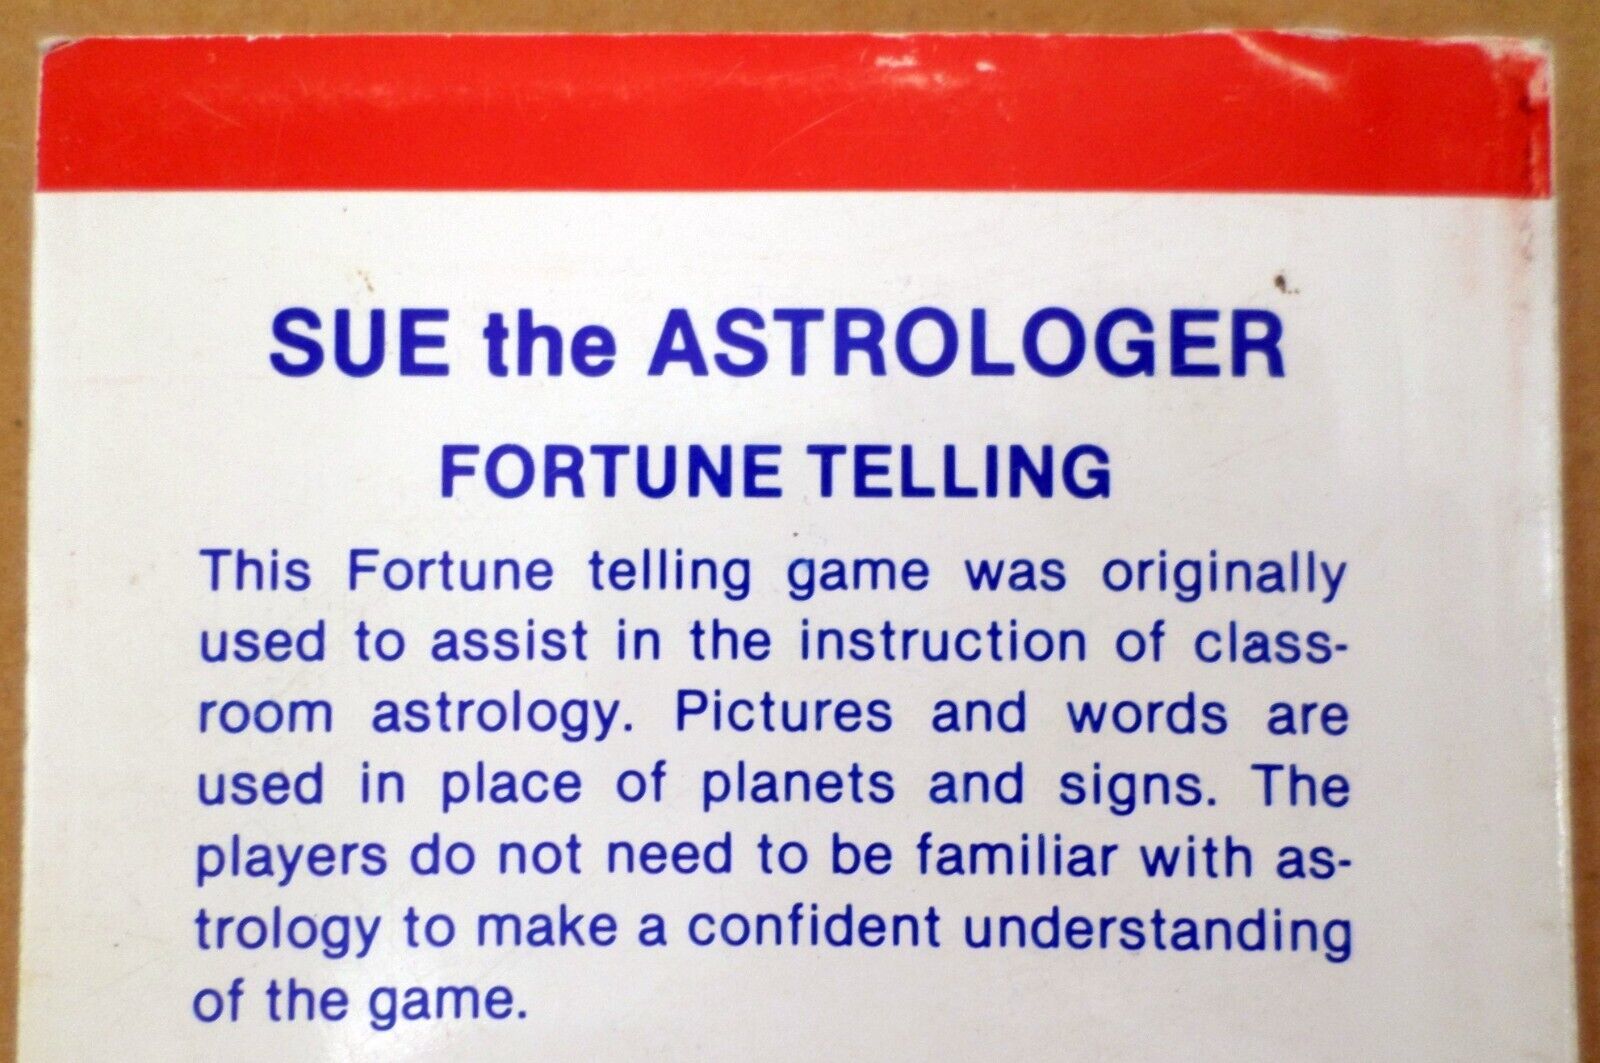 SUE the ASTROLOGER
FORTUNE TELLING
This Fortune telling game was originally
used to assist in the instruction of class-
room astrology. Pictures and words are
used in place of planets and signs. The
players do not need to be familiar with as-
trology to make a confident understanding
of the game.